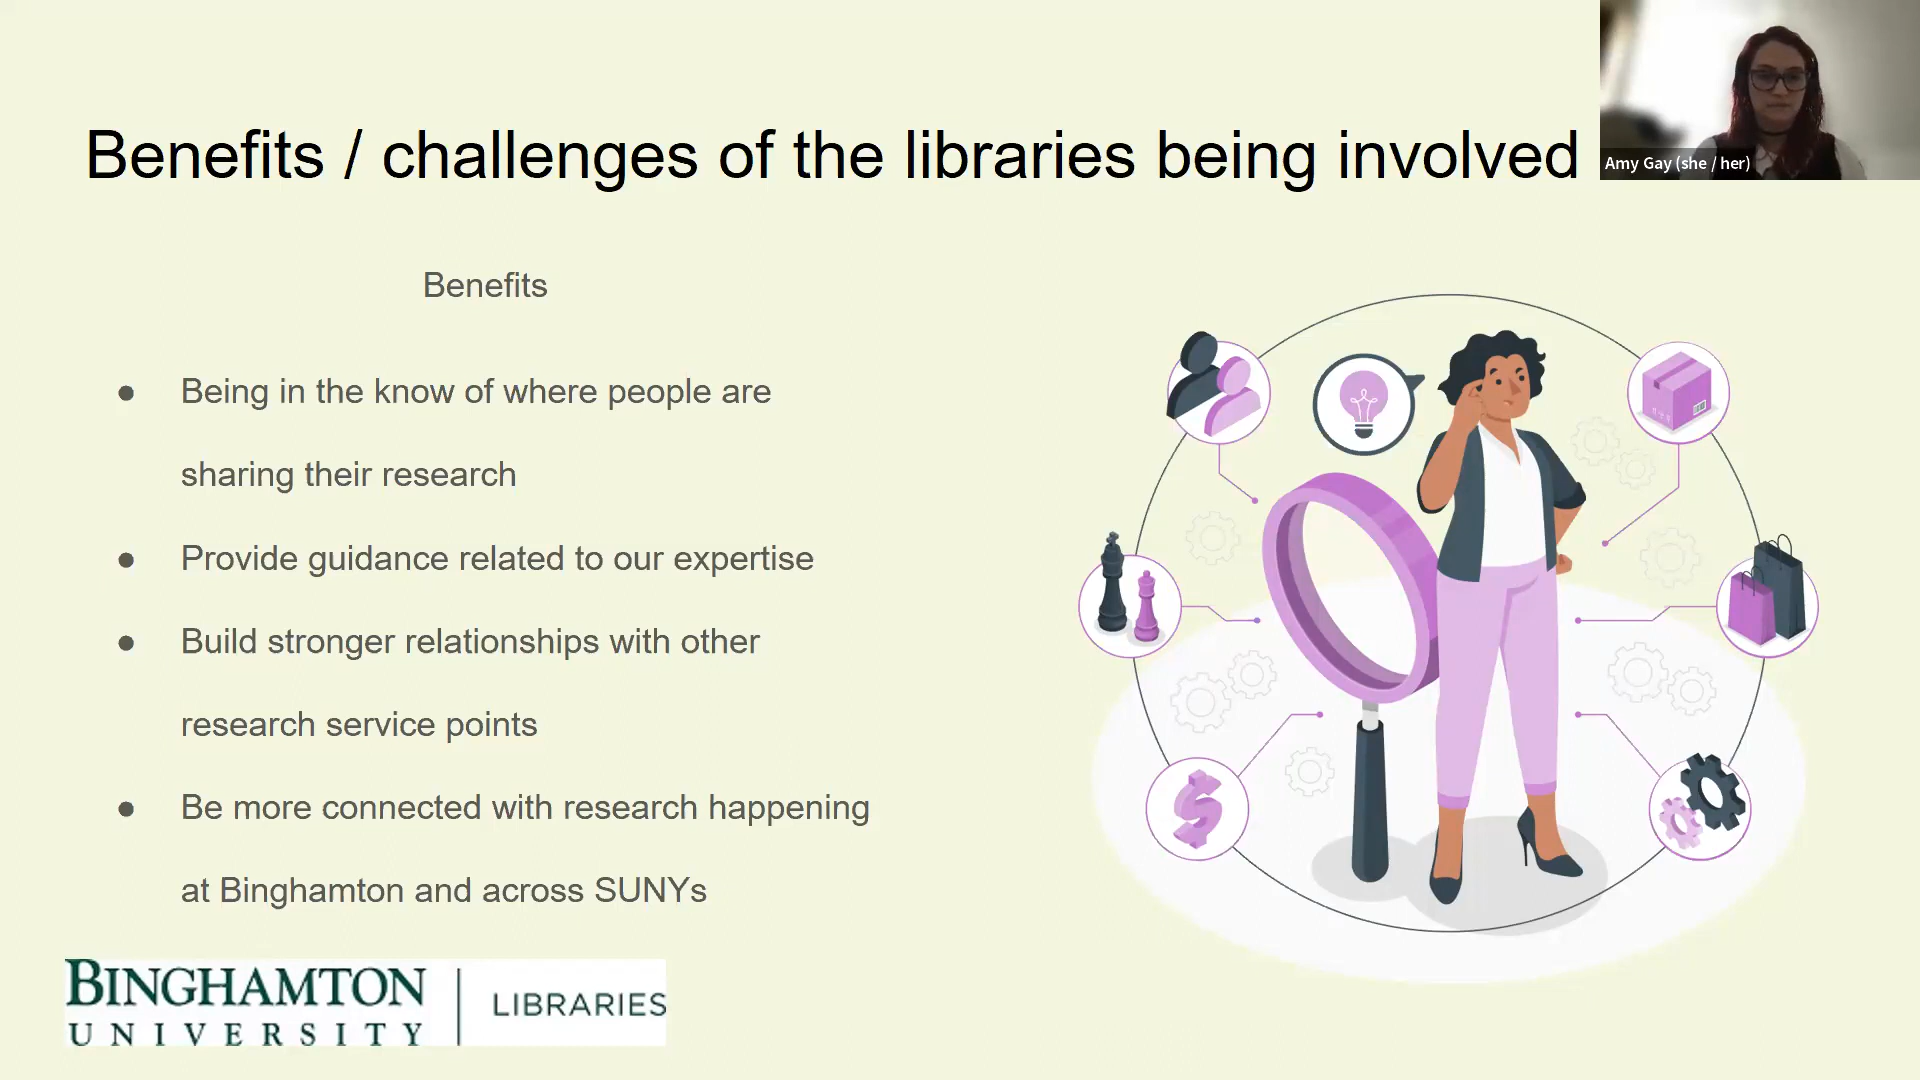 Benefits / challenges of the libraries being involved
Amy Gay (she / her)
Benefits
● Being in the know of where people are
sharing their research
● Provide guidance related to our expertise
● Build stronger relationships with other
research service points
● Be more connected with research happening
at Binghamton and across SUNYs
BINGHAMTON
UNIVERSITY
LIBRARIES